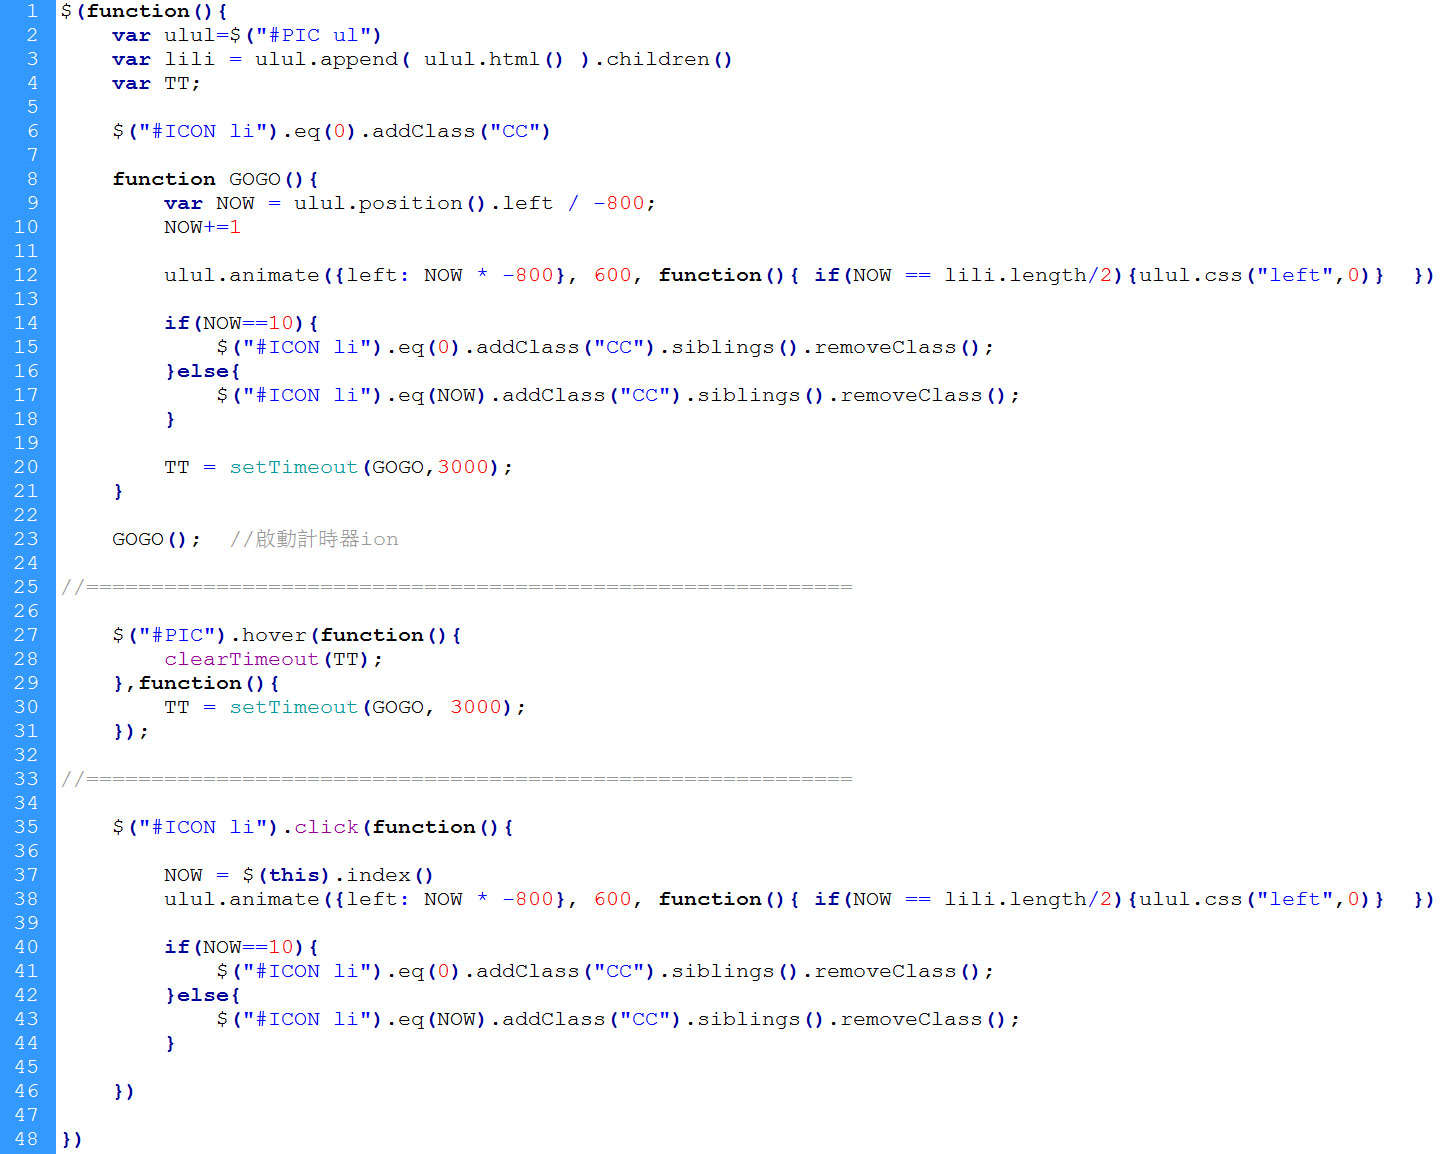 1 $(function(){
2     var ulul=$("#PIC ul")
3     var lili = ulul.append( ulul.html() ).children()
4     var TT;
5
6     $("#ICON li").eq(0).addClass("CC")
7
8     function GOGO(){
9         var NOW = ulul.position().left / -800;
10         NOW+=1
11
12         ulul.animate({left: NOW * -800}, 600, function(){ if(NOW == lili.length/2){ulul.css("left",0)}  })
13
14         if(NOW==10){
15             $("#ICON li").eq(0).addClass("CC").siblings().removeClass();
16         }else{
17             $("#ICON li").eq(NOW).addClass("CC").siblings().removeClass();
18         }
19
20         TT = setTimeout(GOGO,3000);
21     }
22
23     GOGO();  //啟動計時器ion
24
25 //===========================================================
26
27     $("#PIC").hover(function(){
28         clearTimeout(TT);
29     },function(){
30         TT = setTimeout(GOGO, 3000);
31     });
32
33 //===========================================================
34
35     $("#ICON li").click(function(){
36
37         NOW = $(this).index()
38         ulul.animate({left: NOW * -800}, 600, function(){ if(NOW == lili.length/2){ulul.css("left",0)}  })
39
40         if(NOW==10){
41             $("#ICON li").eq(0).addClass("CC").siblings().removeClass();
42         }else{
43             $("#ICON li").eq(NOW).addClass("CC").siblings().removeClass();
44         }
45
46     })
47
48 })